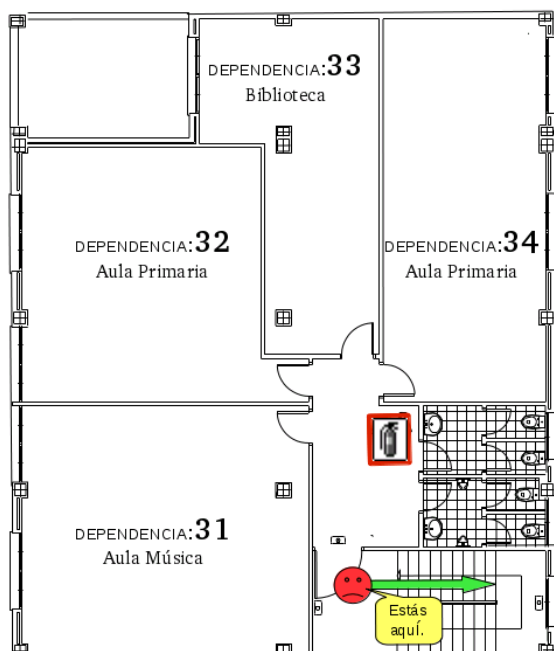 DEPENDENCIA:33
Biblioteca
DEPENDENCIA:32
Aula Primaria
DEPENDENCIA:34
Aula Primaria
DEPENDENCIA:31
Aula Música
Estás
aquí.